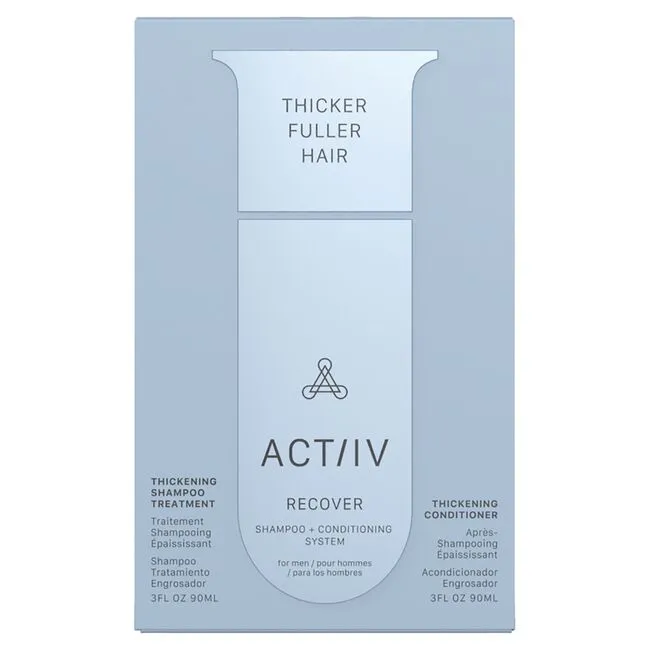 THICKER
FULLER
HAIR
ACT/IV
RECOVER
SHAMPOO + CONDITIONING
SYSTEM
for men / pour hommes
/ para los hombres
THICKENING
SHAMPOO
TREATMENT
Traitement
Shampooing
Épaississant
Shampoo
Tratamiento
Engrosador
3FL OZ 90ML
THICKENING
CONDITIONER
Après-
Shampooing
Épaississant
Acondicionador
Engrosador
3FL OZ 90ML